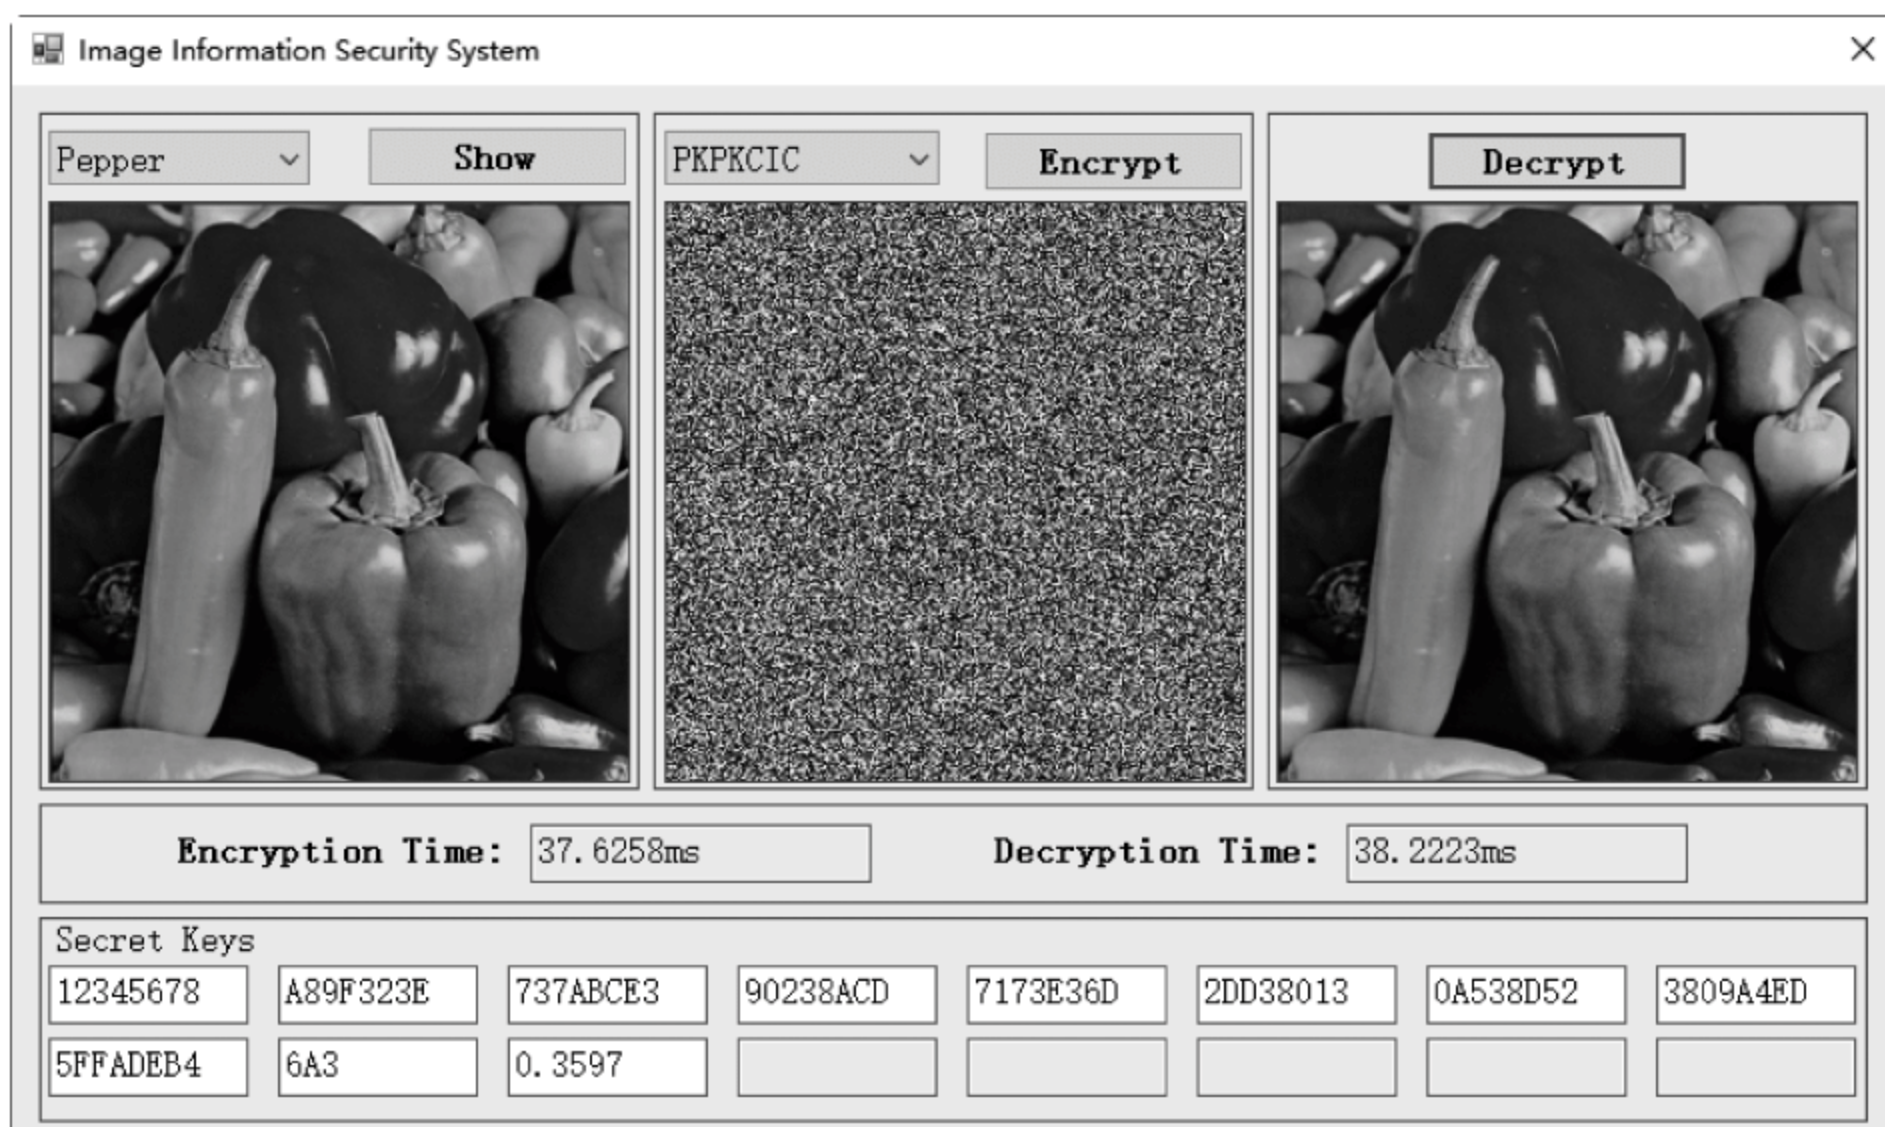 Image Information Security System
Pepper Show PKPKCIC Encrypt Decrypt
Encryption Time: 37.6258ms Decryption Time: 38.2223ms
Secret Keys
12345678 A89F323E 737ABCE3 90238ACD 7173E36D 2DD38013 0A538D52 3809A4ED
5FFADEB4 6A3 0.3597